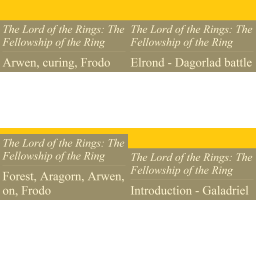 The Lord of the Rings: The
Fellowship of the Ring
Arwen, curing, Frodo
The Lord of the Rings: The
Fellowship of the Ring
Elrond - Dagorlad battle
The Lord of the Rings: The
Fellowship of the Ring
Forest, Aragorn, Arwen,
on, Frodo
The Lord of the Rings: The
Fellowship of the Ring
Introduction - Galadriel